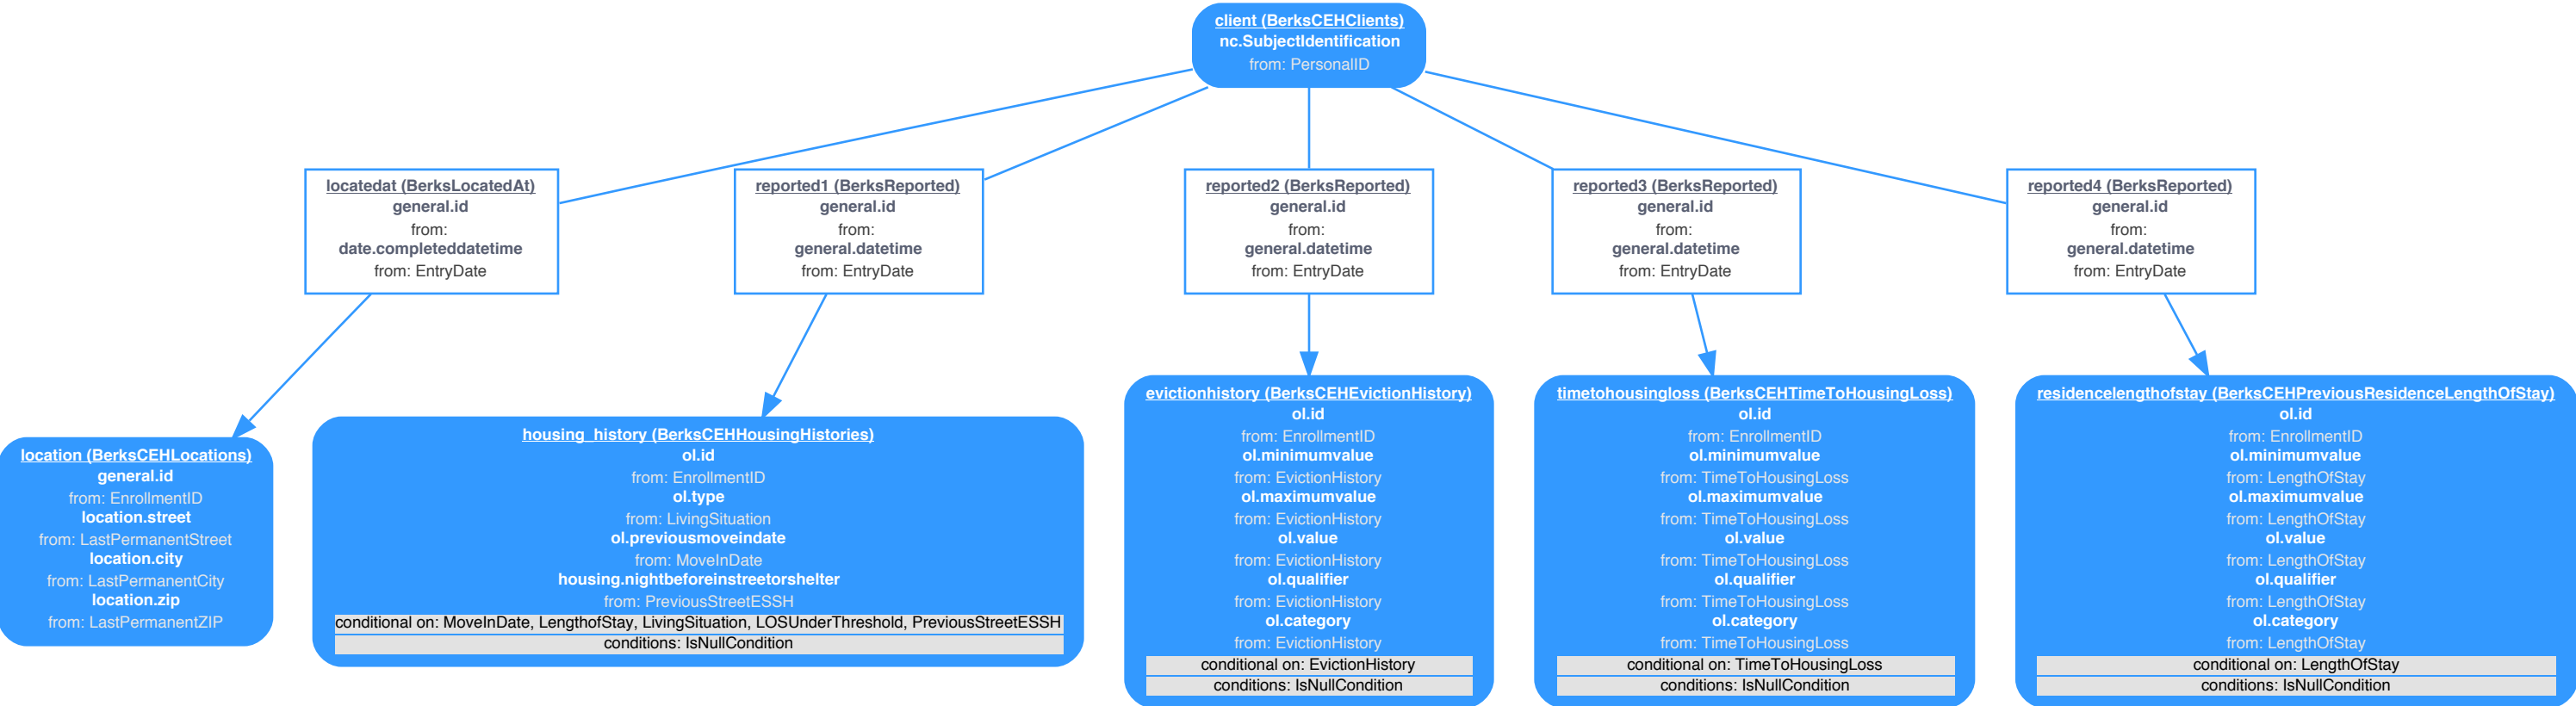 client (BerksCEHClients)
nc.SubjectIdentification
from: PersonalID
locatedat (BerksLocatedAt)
general.id
from:
date.completeddatetime
from: EntryDate
reported1 (BerksReported)
general.id
from:
general.datetime
from: EntryDate
reported2 (BerksReported)
general.id
from:
general.datetime
from: EntryDate
reported3 (BerksReported)
general.id
from:
general.datetime
from: EntryDate
reported4 (BerksReported)
general.id
from:
general.datetime
from: EntryDate
location (BerksCEHLocations)
general.id
from: EnrollmentID
location.street
from: LastPermanentStreet
location.city
from: LastPermanentCity
location.zip
from: LastPermanentZIP
housing_history (BerksCEHHousingHistories)
ol.id
from: EnrollmentID
ol.type
from: LivingSituation
ol.previousmoveindate
from: MoveInDate
housing.nightbeforeinstreetorshelter
from: PreviousStreetESSH
conditional on: MoveInDate, LengthofStay, LivingSituation, LOSUnderThreshold, PreviousStreetESSH
conditions: IsNullCondition
evictionhistory (BerksCEHEvictionHistory)
ol.id
from: EnrollmentID
ol.minimumvalue
from: EvictionHistory
ol.maximumvalue
from: EvictionHistory
ol.value
from: EvictionHistory
ol.qualifier
from: EvictionHistory
ol.category
from: EvictionHistory
conditional on: EvictionHistory
conditions: IsNullCondition
timetohousingloss (BerksCEHTimeToHousingLoss)
ol.id
from: EnrollmentID
ol.minimumvalue
from: TimeToHousingLoss
ol.maximumvalue
from: TimeToHousingLoss
ol.value
from: TimeToHousingLoss
ol.qualifier
from: TimeToHousingLoss
ol.category
from: TimeToHousingLoss
conditional on: TimeToHousingLoss
conditions: IsNullCondition
residencelengthofstay (BerksCEHPreviousResidenceLengthOfStay)
ol.id
from: EnrollmentID
ol.minimumvalue
from: LengthOfStay
ol.maximumvalue
from: LengthOfStay
ol.value
from: LengthOfStay
ol.qualifier
from: LengthOfStay
ol.category
from: LengthOfStay
conditional on: LengthOfStay
conditions: IsNullCondition